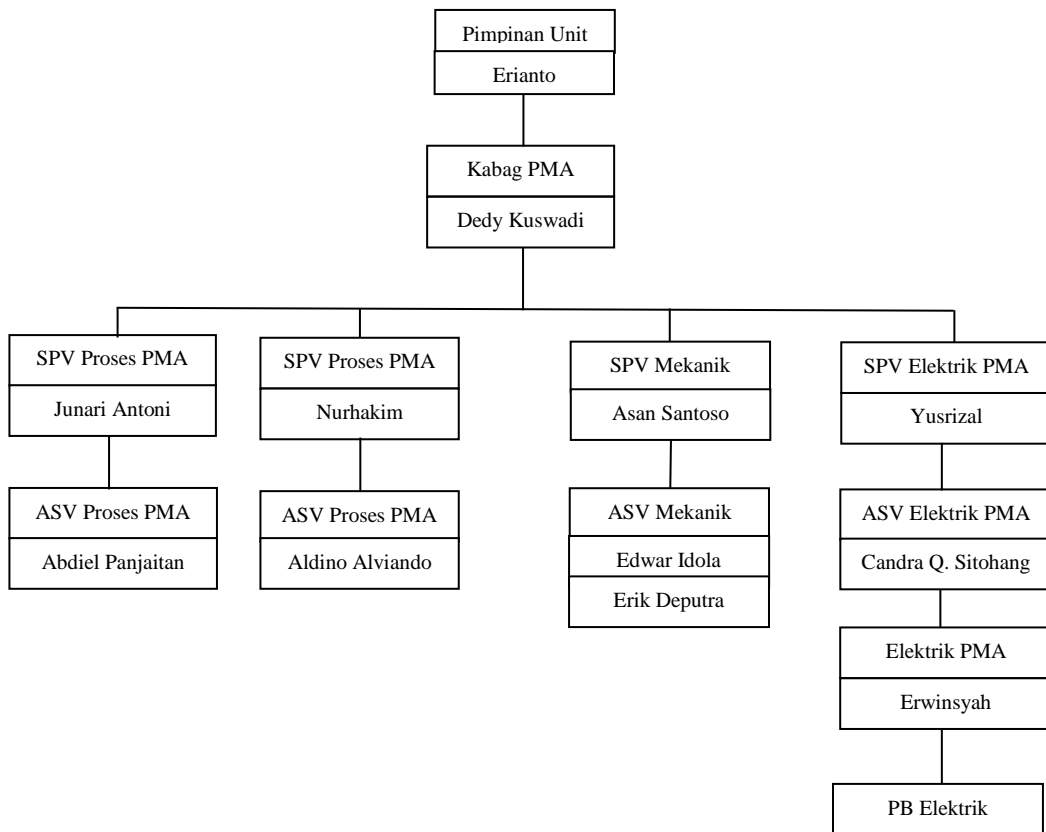 Pimpinan Unit
Erianto
Kabag PMA
Dedy Kuswadi
SPV Proses PMA
Junari Antoni
SPV Proses PMA
Nurhakim
SPV Mekanik
Asan Santoso
SPV Elektrik PMA
Yusrizal
ASV Proses PMA
Abdiel Panjaitan
ASV Proses PMA
Aldino Alviando
ASV Mekanik
Edwar Idola
Erik Deputra
ASV Elektrik PMA
Candra Q. Sitohang
Elektrik PMA
Erwinsyah
PB Elektrik